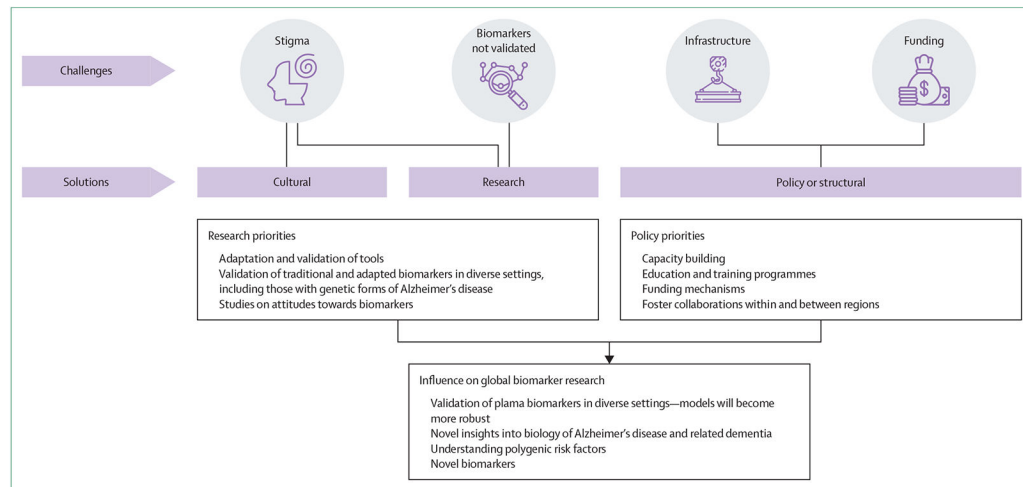 Stigma
Biomarkers
not validated
Infrastructure
Funding
Challenges
$
Solutions
Cultural
Research
Policy or structural
Research priorities
Adaptation and validation of tools
Validation of traditional and adapted biomarkers in diverse settings,
including those with genetic forms of Alzheimer's disease
Studies on attitudes towards biomarkers
Policy priorities
Capacity building
Education and training programmes
Funding mechanisms
Foster collaborations within and between regions
Influence on global biomarker research
Validation of plama biomarkers in diverse settings—models will become
more robust
Novel insights into biology of Alzheimer's disease and related dementia
Understanding polygenic risk factors
Novel biomarkers